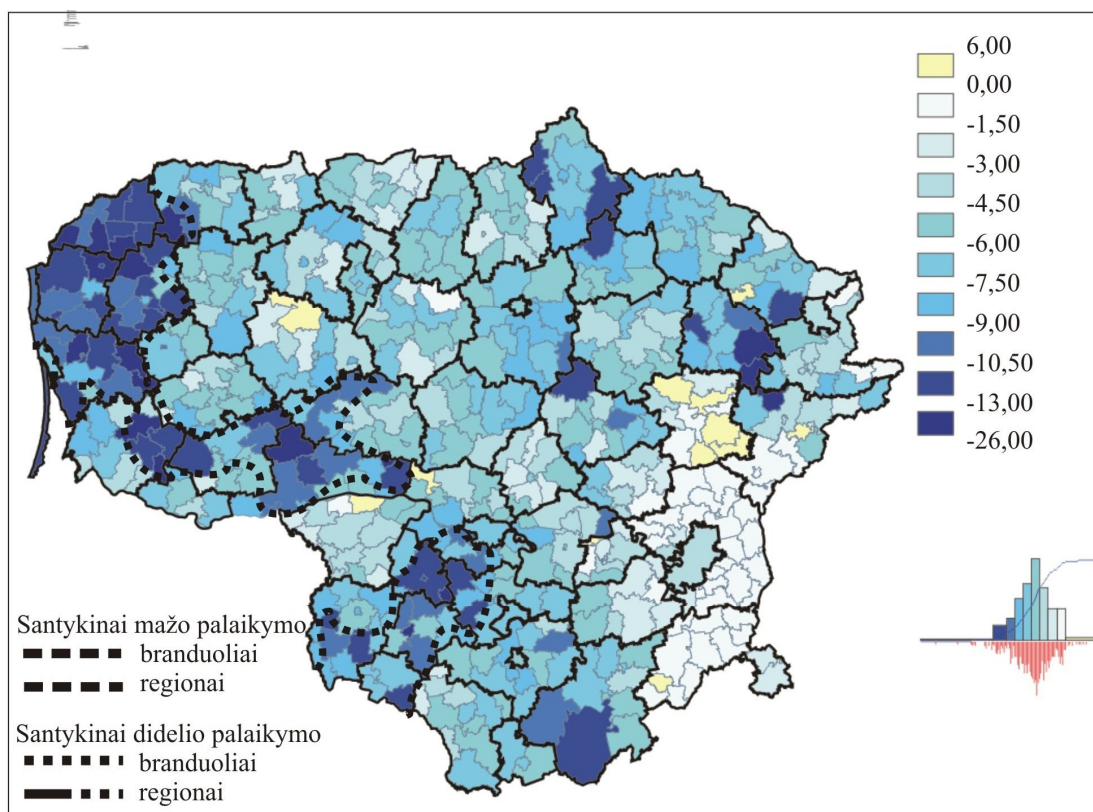 6,00
0,00
-1,50
-3,00
-4,50
-6,00
-7,50
-9,00
-10,50
-13,00
-26,00
Santykinai mažo palaikymo
branduoliai
regionai
Santykinai didelio palaikymo
branduoliai
regionai